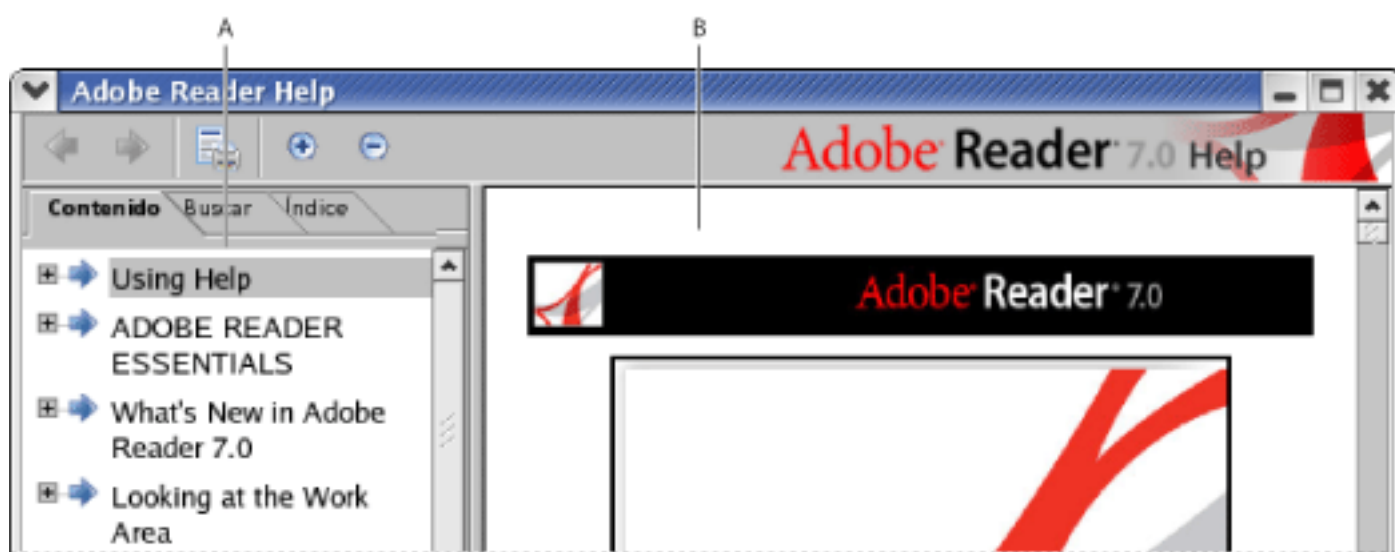 A
B
Adobe Reader Help
Adobe Reader 7.0 Help
Contenido Buscar Índice
Using Help
ADOBE READER
ESSENTIALS
What's New in Adobe
Reader 7.0
Looking at the Work
Area
Adobe Reader 7.0